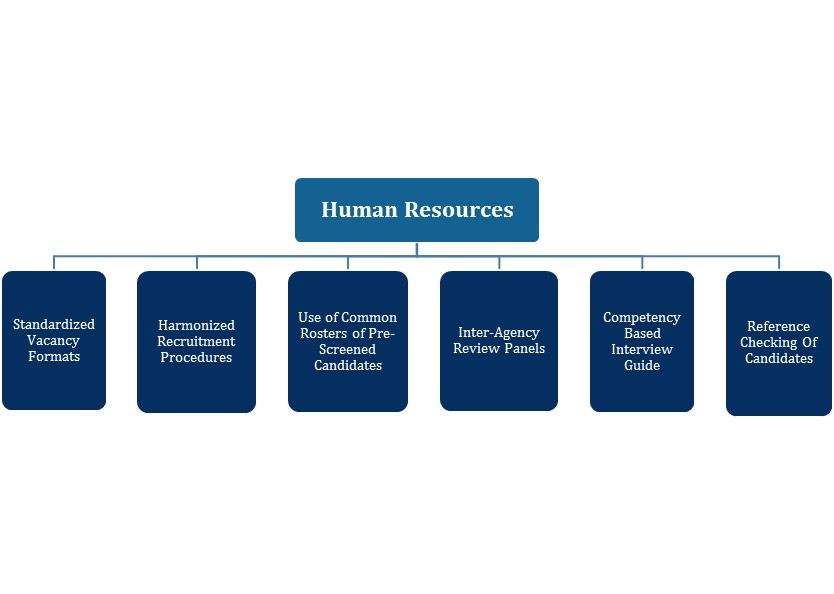 Human Resources
Standardized
Vacancy
Formats
Harmonized
Recruitment
Procedures
Use of Common
Rosters of Pre-
Screened
Candidates
Inter-Agency
Review Panels
Competency
Based
Interview
Guide
Reference
Checking Of
Candidates